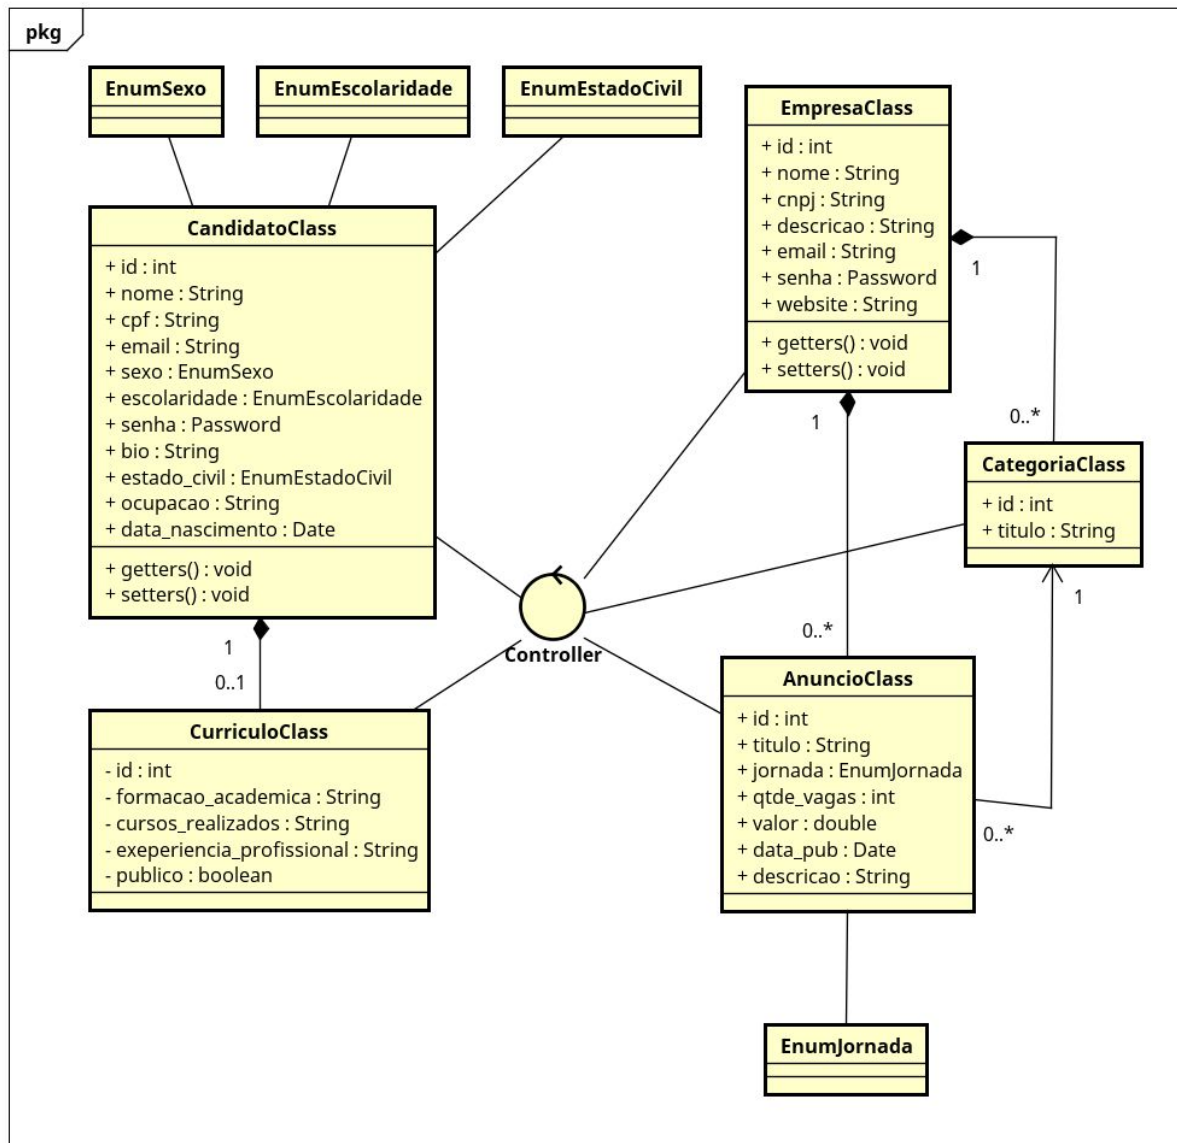 pkg
EnumSexo
EnumEscolaridade
EnumEstadoCivil
EmpresaClass
+ id : int
+ nome : String
+ cnpj : String
+ descricao : String
+ email : String
+ senha : Password
+ website : String
+ getters() : void
+ setters() : void
1
1
0..*
0..*
CandidatoClass
+ id : int
+ nome : String
+ cpf : String
+ email : String
+ sexo : EnumSexo
+ escolaridade : EnumEscolaridade
+ senha : Password
+ bio : String
+ estado_civil : EnumEstadoCivil
+ ocupacao : String
+ data_nascimento : Date
+ getters() : void
+ setters() : void
1
0..1
CategoriaClass
+ id : int
+ titulo : String
1
0..*
Controller
CurriculoClass
- id : int
- formacao_academica : String
- cursos_realizados : String
- exeperiencia_profissional : String
- publico : boolean
AnuncioClass
+ id : int
+ titulo : String
+ jornada : EnumJornada
+ qtde_vagas : int
+ valor : double
+ data_pub : Date
+ descricao : String
EnumJornada